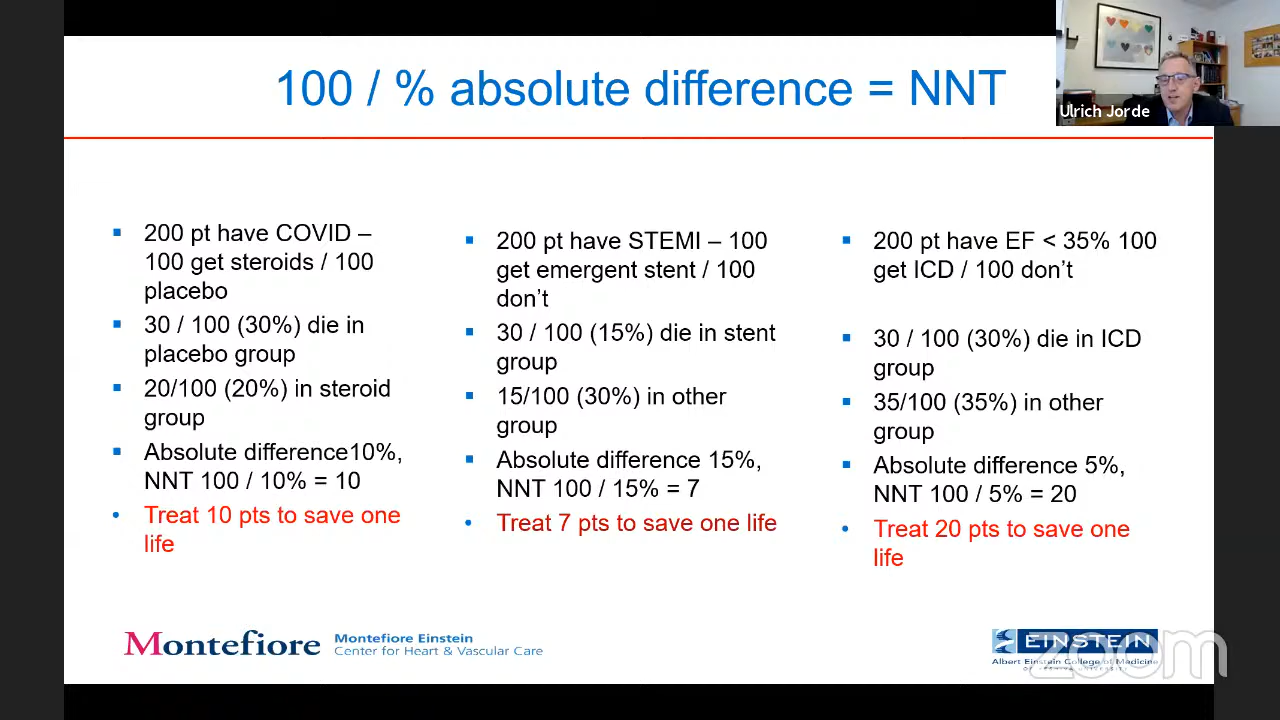 100 / % absolute difference = NNT
Ulrich Jorde
200 pt have COVID –
100 get steroids / 100
placebo
30 / 100 (30%) die in
placebo group
20/100 (20%) in steroid
group
Absolute difference10%,
NNT 100 / 10% = 10
Treat 10 pts to save one
life
200 pt have STEMI – 100
get emergent stent / 100
don’t
30 / 100 (15%) die in stent
group
15/100 (30%) in other
group
Absolute difference 15%,
NNT 100 / 15% = 7
Treat 7 pts to save one life
200 pt have EF < 35% 100
get ICD / 100 don’t
30 / 100 (30%) die in ICD
group
35/100 (35%) in other
group
Absolute difference 5%,
NNT 100 / 5% = 20
Treat 20 pts to save one
life
Montefiore
Montefiore Einstein
Center for Heart & Vascular Care
EINSTEIN
Albert Einstein College of Medicine
OF YESHIVA UNIVERSITY
zoom